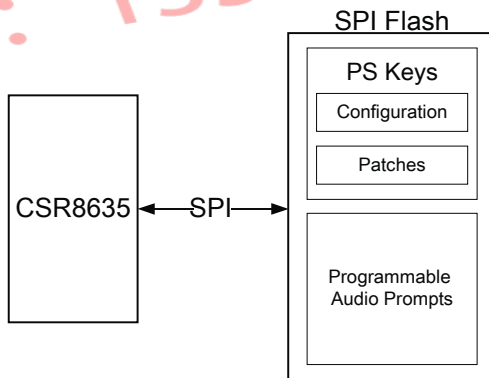 SPI Flash
PS Keys
Configuration
Patches
CSR8635
SPI
Programmable
Audio Prompts